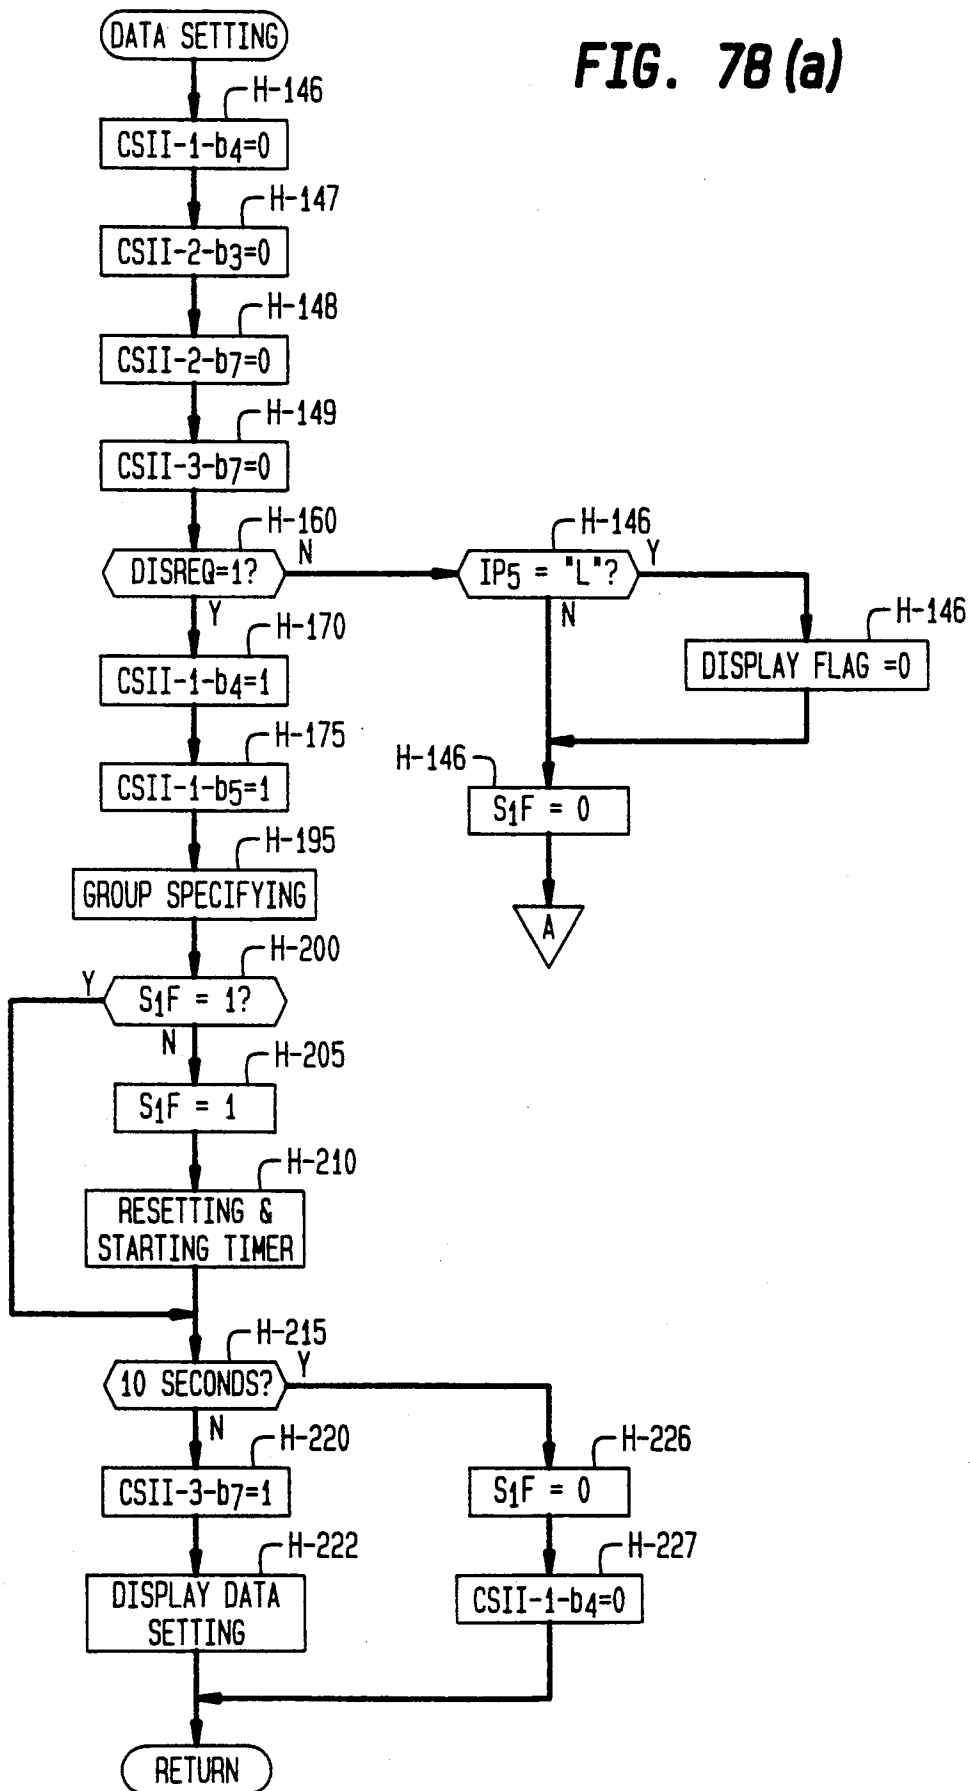 DATA SETTING
FIG. 78(a)
H-146
CSII-1-b4=0
H-147
CSII-2-b3=0
H-148
CSII-2-b7=0
H-149
CSII-3-b7=0
H-160
DISREQ=1?
N
Y
H-146
IP5 = "L"?
Y
N
H-146
DISPLAY FLAG =0
H-170
CSII-1-b4=1
H-175
CSII-1-b5=1
H-146
S1F = 0
A
H-195
GROUP SPECIFYING
H-200
S1F = 1?
Y
N
H-205
S1F = 1
H-210
RESETTING &
STARTING TIMER
H-215
10 SECONDS?
Y
N
H-220
CSII-3-b7=1
H-222
DISPLAY DATA
SETTING
H-226
S1F = 0
H-227
CSII-1-b4=0
RETURN